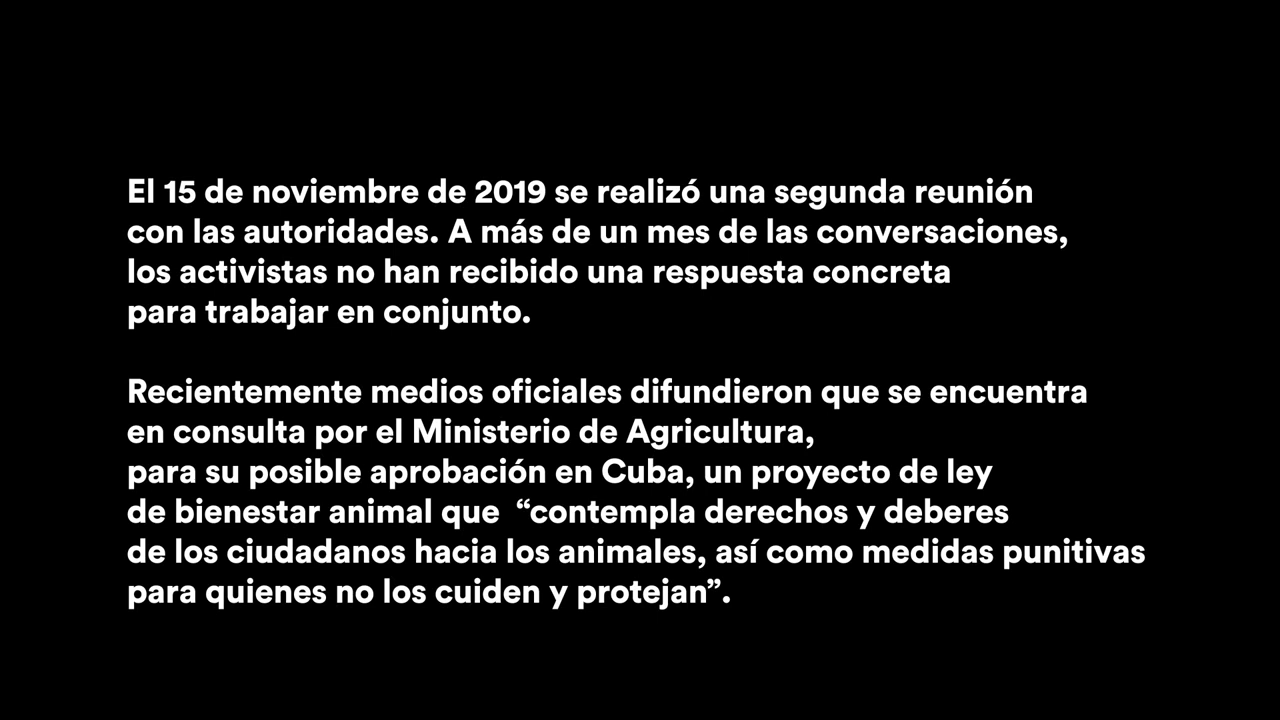 El 15 de noviembre de 2019 se realizó una segunda reunión
con las autoridades. A más de un mes de las conversaciones,
los activistas no han recibido una respuesta concreta
para trabajar en conjunto.
Recientemente medios oficiales difundieron que se encuentra
en consulta por el Ministerio de Agricultura,
para su posible aprobación en Cuba, un proyecto de ley
de bienestar animal que “contempla derechos y deberes
de los ciudadanos hacia los animales, así como medidas punitivas
para quienes no los cuiden y protejan”.